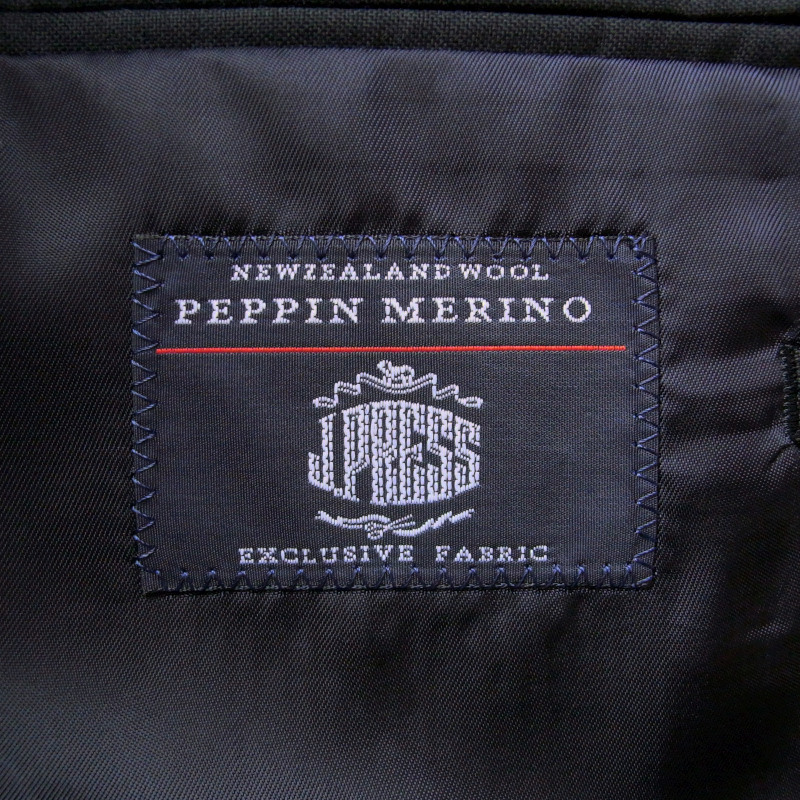 NEWZEALAND WOOL
PEPPIN MERINO
J.PRESS
EXCLUSIVE FABRIC